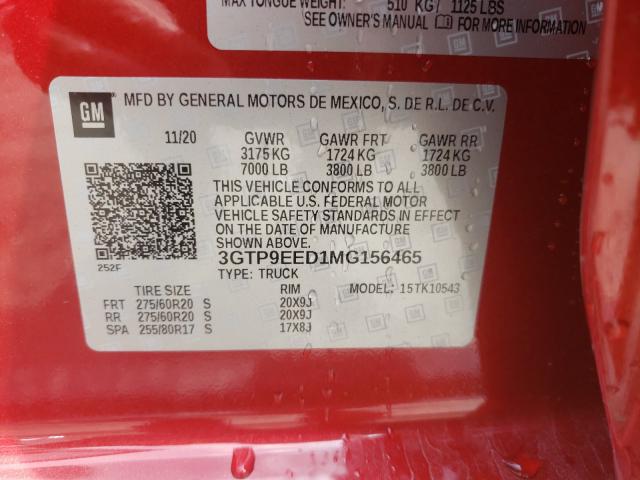 MAX TONGUE WEIGHT: 510 KG/ 1125 LBS
SEE OWNER'S MANUAL FOR MORE INFORMATION
GM MFD BY GENERAL MOTORS DE MEXICO, S. DE R.L. DE C.V.
11/20 GVWR GAWR FRT GAWR RR
3175 KG 1724 KG 1724 KG
7000 LB 3800 LB 3800 LB
THIS VEHICLE CONFORMS TO ALL
APPLICABLE U.S. FEDERAL MOTOR
VEHICLE SAFETY STANDARDS IN EFFECT
ON THE DATE OF MANUFACTURE
SHOWN ABOVE.
252F 3GTP9EED1MG156465
TYPE: TRUCK
TIRE SIZE RIM MODEL: 15TK10543
FRT 275/60R20 S 20X9J
RR 275/60R20 S 20X9J
SPA 255/80R17 S 17X8J